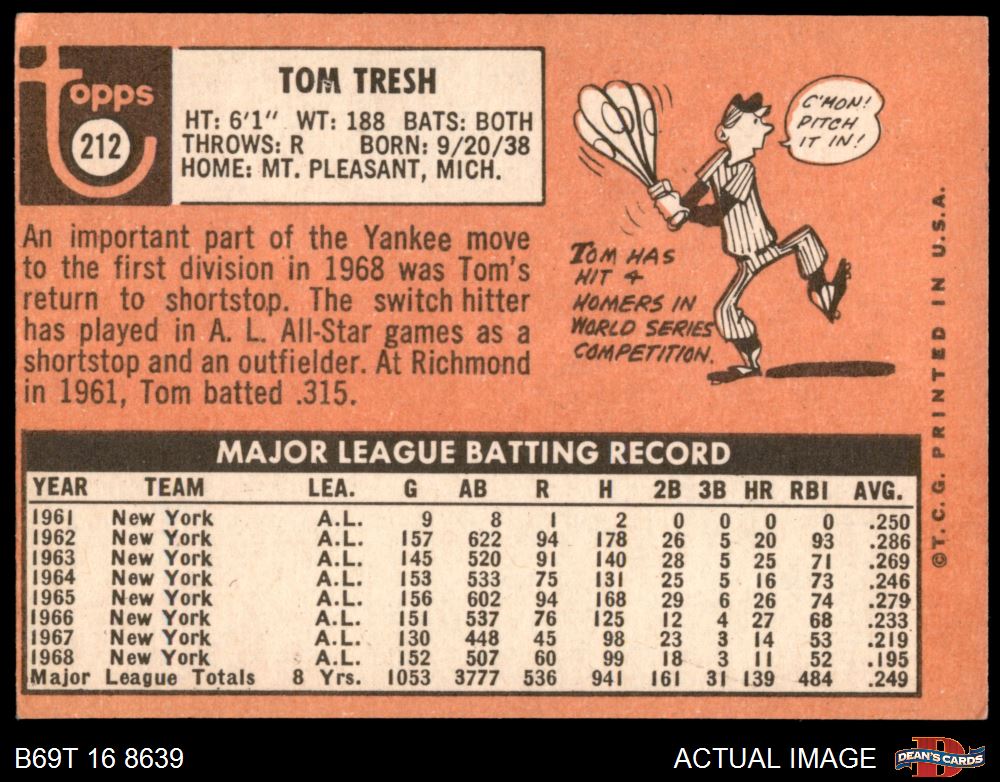 topps
212
TOM TRESH
HT: 6'1" WT: 188 BATS: BOTH
THROWS: R BORN: 9/20/38
HOME: MT. PLEASANT, MICH.
C'MON!
PITCH
IT IN!
TOM HAS
HIT 4
HOMERS IN
WORLD SERIES
COMPETITION.
An important part of the Yankee move
to the first division in 1968 was Tom's
return to shortstop. The switch hitter
has played in A. L. All-Star games as a
shortstop and an outfielder. At Richmond
in 1961, Tom batted .315.
MAJOR LEAGUE BATTING RECORD
YEAR TEAM LEA. G AB R H 2B 3B HR RBI AVG.
1961 New York A.L. 9 8 1 2 0 0 0 0 .250
1962 New York A.L. 157 622 94 178 26 5 20 93 .286
1963 New York A.L. 145 520 91 140 28 5 25 71 .269
1964 New York A.L. 153 533 75 131 25 5 16 73 .246
1965 New York A.L. 156 602 94 168 29 6 26 74 .279
1966 New York A.L. 151 537 76 125 12 4 27 68 .233
1967 New York A.L. 130 448 45 98 23 3 14 53 .219
1968 New York A.L. 152 507 60 99 18 3 11 52 .195
Major League Totals 8 Yrs. 1053 3777 536 941 161 31 139 484 .249
©T.C.G. PRINTED IN U.S.A.
B69T 16 8639
ACTUAL IMAGE
D
DEAN'S CARDS